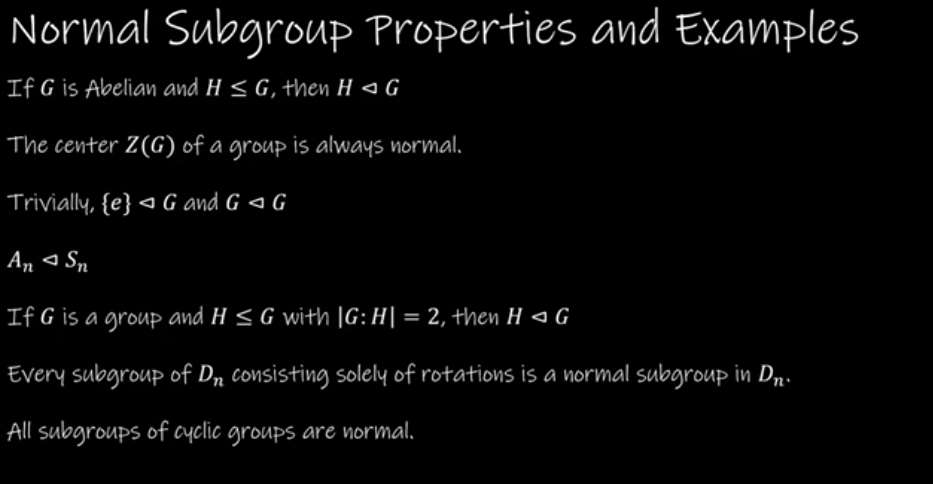 Normal Subgroup Properties and Examples
If G is Abelian and H ≤ G, then H ⊲ G
The center Z(G) of a group is always normal.
Trivially, {e} ⊲ G and G ⊲ G
Aₙ ⊲ Sₙ
If G is a group and H ≤ G with |G:H| = 2, then H ⊲ G
Every subgroup of Dₙ consisting solely of rotations is a normal subgroup in Dₙ.
All subgroups of cyclic groups are normal.